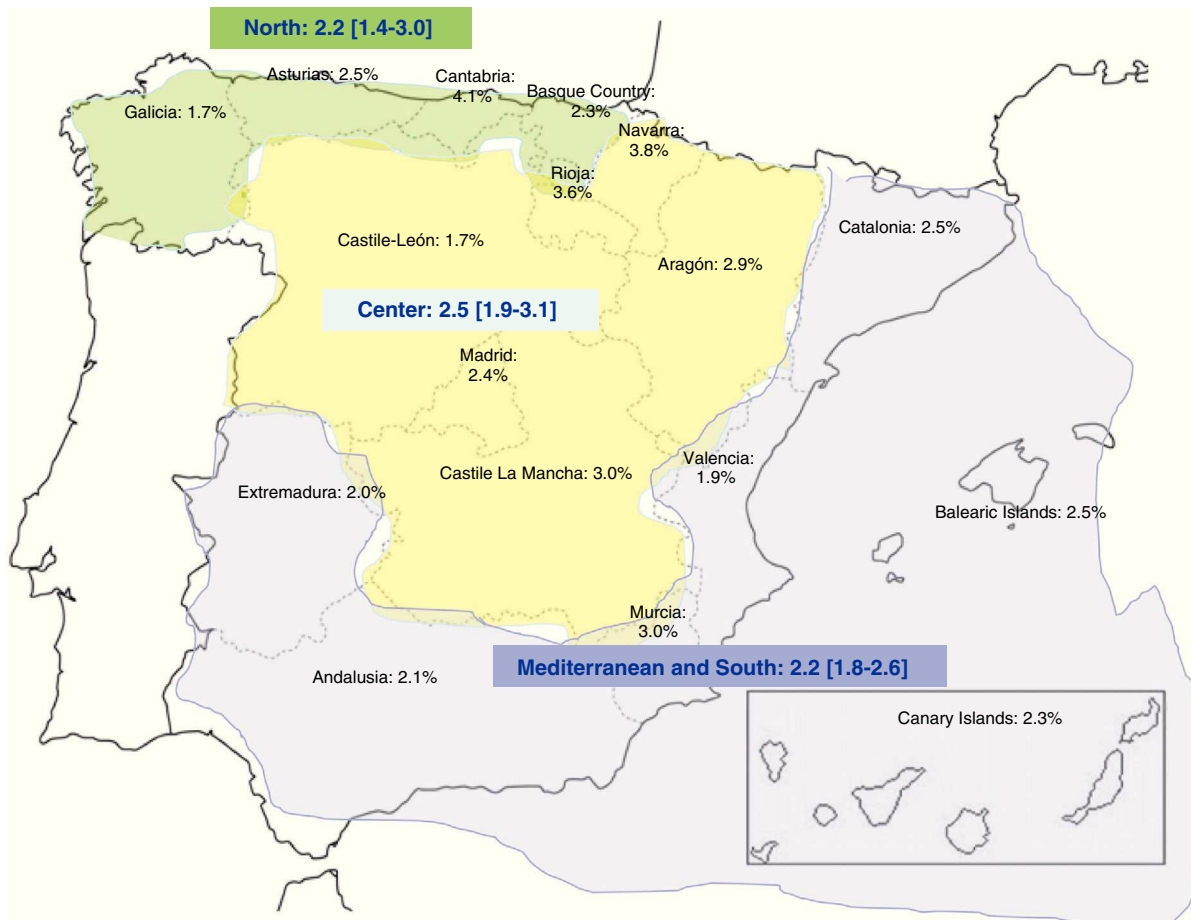 North: 2.2 [1.4-3.0]
Asturias: 2.5%
Cantabria:
4.1%
Basque Country:
2.3%
Galicia: 1.7%
Navarra:
3.8%
Rioja:
3.6%
Castile-León: 1.7%
Catalonia: 2.5%
Aragón: 2.9%
Center: 2.5 [1.9-3.1]
Madrid:
2.4%
Valencia:
1.9%
Castile La Mancha: 3.0%
Extremadura: 2.0%
Balearic Islands: 2.5%
Murcia:
3.0%
Mediterranean and South: 2.2 [1.8-2.6]
Andalusia: 2.1%
Canary Islands: 2.3%